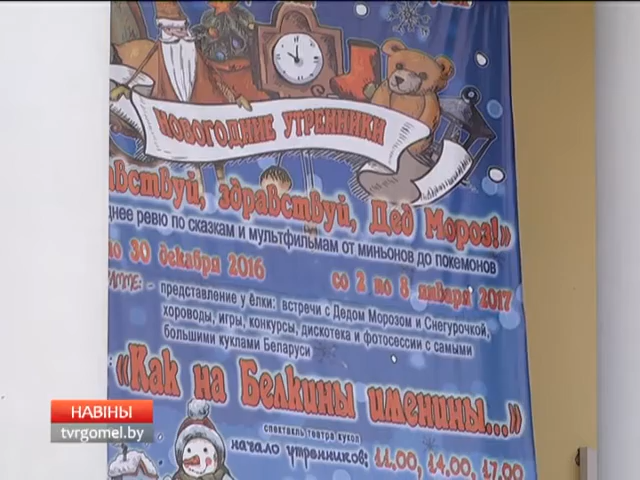 НОВОГОДНИЕ УТРЕННИКИ
здравствуй, Дед Мороз!»
ревю по сказкам и мультфильмам от миньонов до покемонов
по 30 декабря 2016
со 2 по 8 января 2017
представление у ёлки: встречи с Дедом Морозом и Снегурочкой,
хороводы, игры, конкурсы, дискотека и фотосессии с самыми
большими куклами Беларуси
«Как на Белкины именины...»
спектакль театра кукол
начало утренников: 11.00, 14.00, 17.00
НАВІНЫ
tvrgomel.by